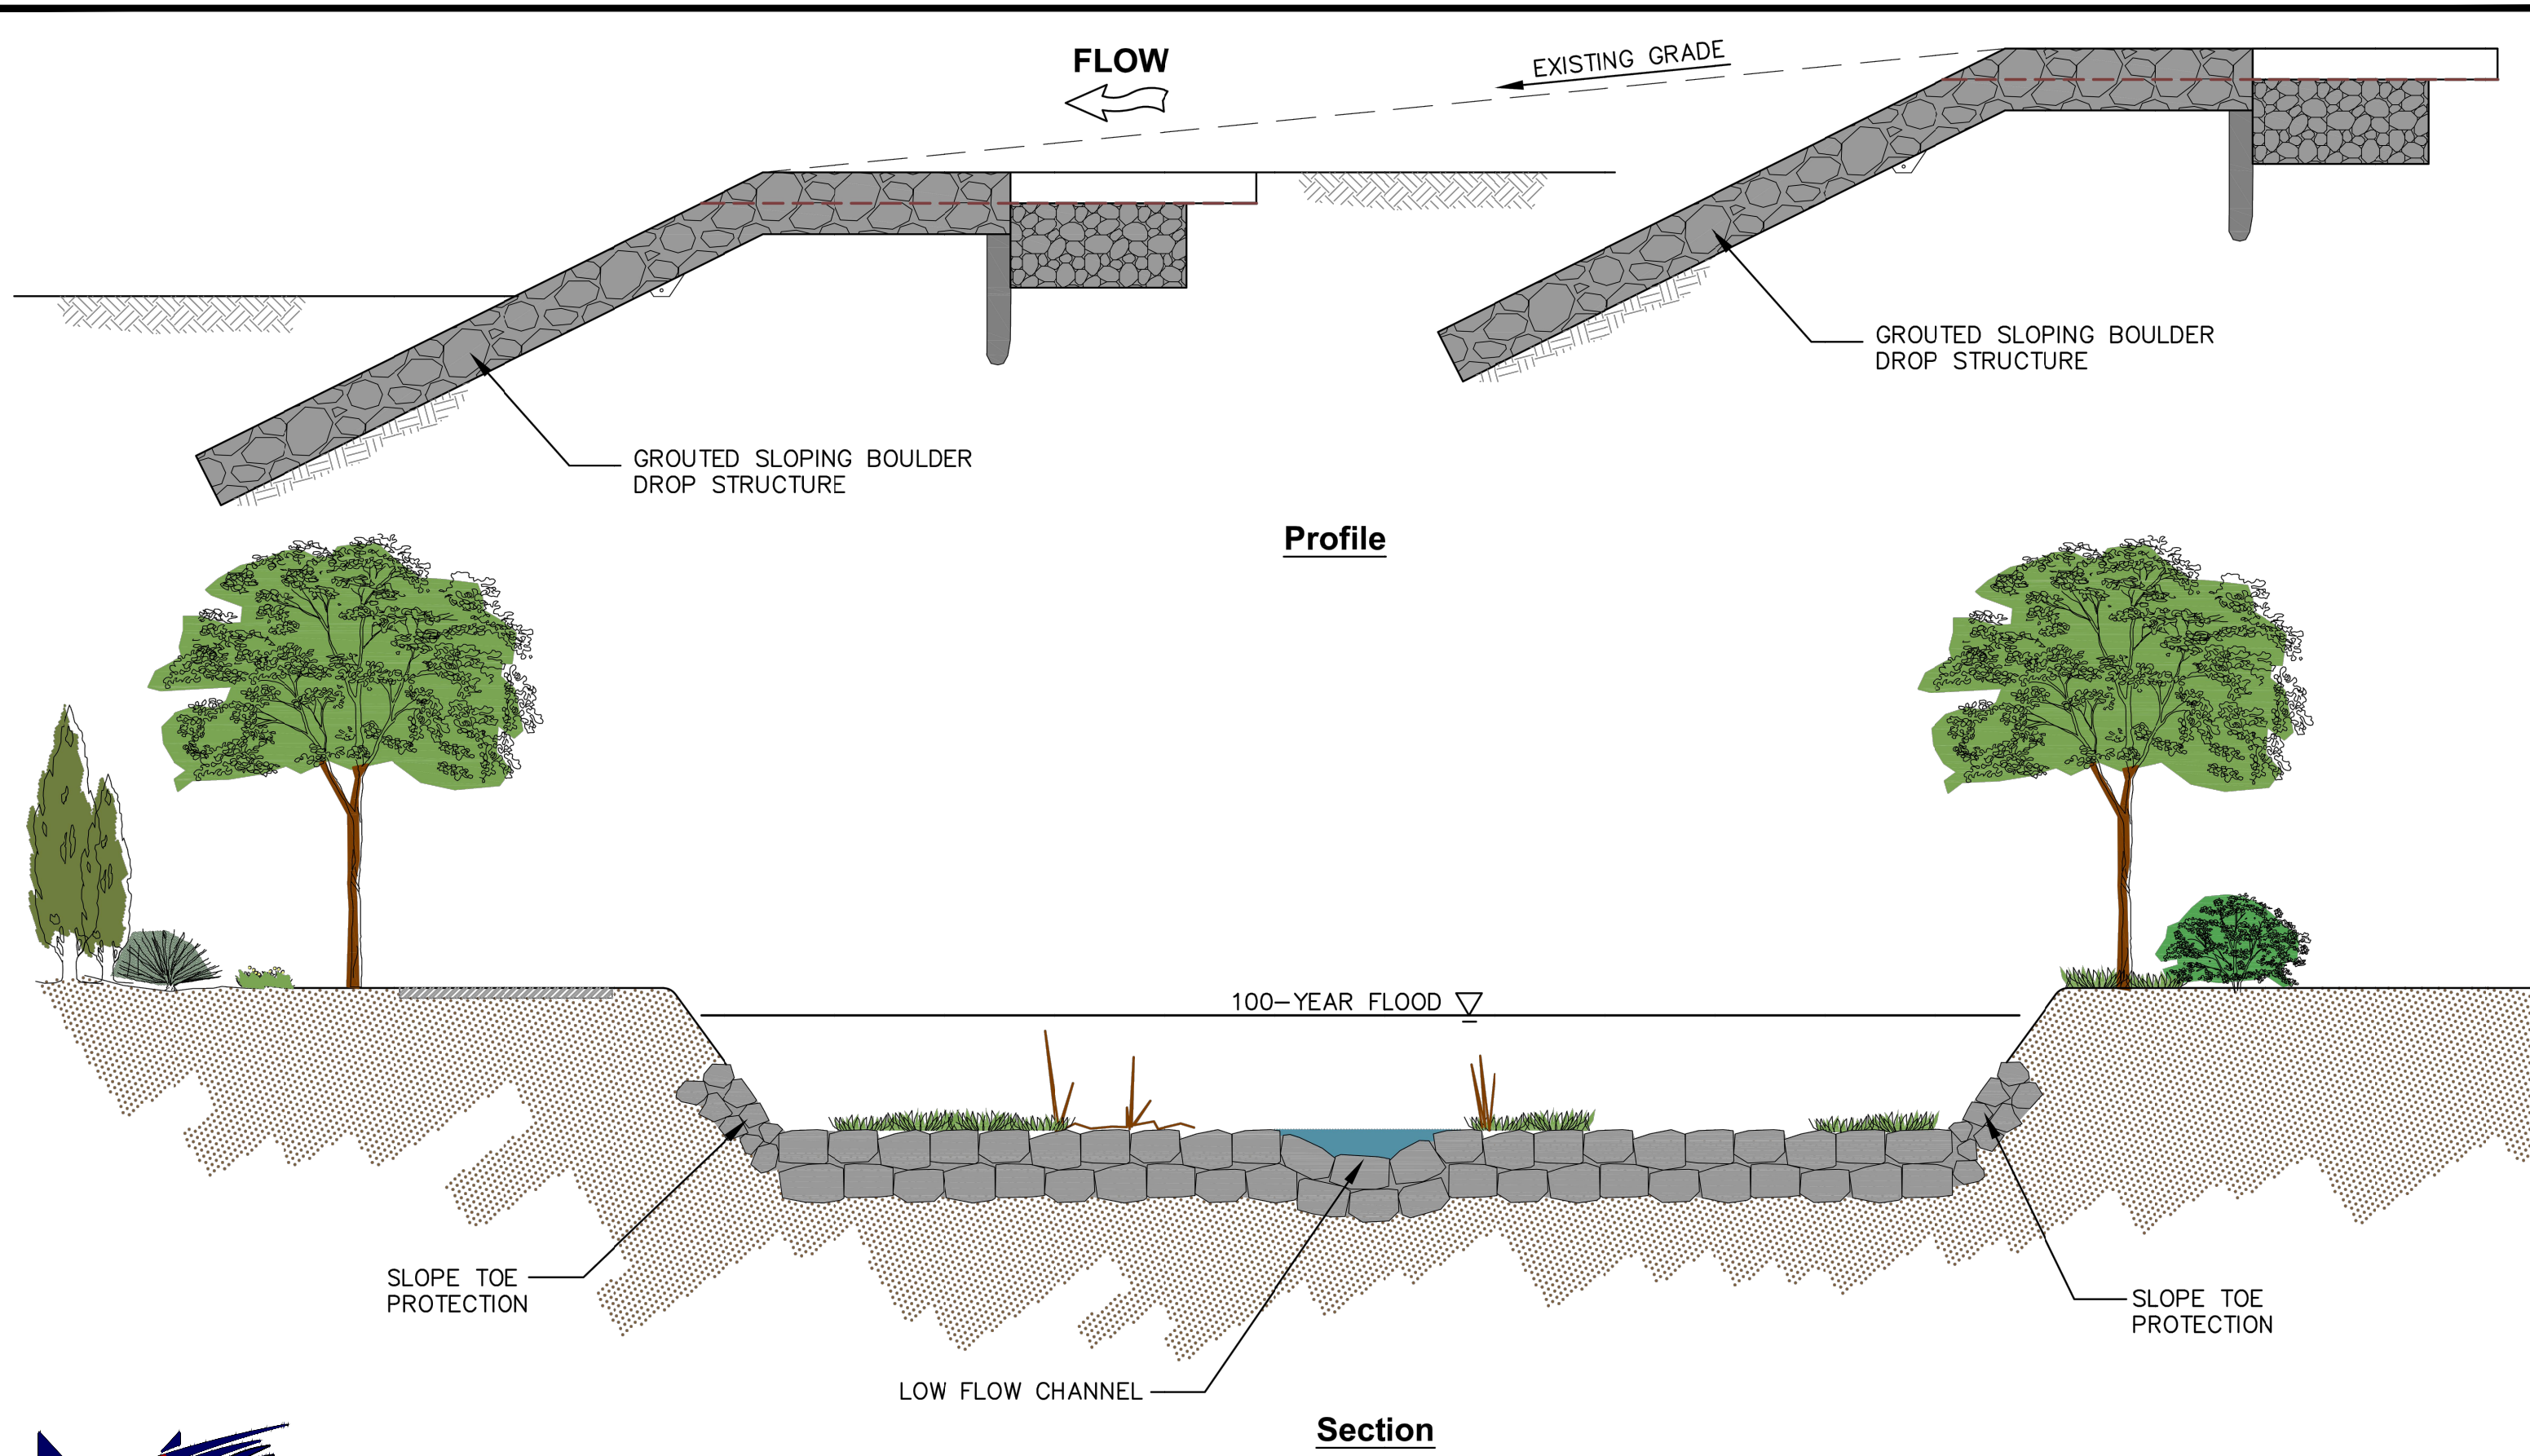 FLOW
EXISTING GRADE
GROUTED SLOPING BOULDER
DROP STRUCTURE
GROUTED SLOPING BOULDER
DROP STRUCTURE
Profile
100-YEAR FLOOD
SLOPE TOE
PROTECTION
SLOPE TOE
PROTECTION
LOW FLOW CHANNEL
Section